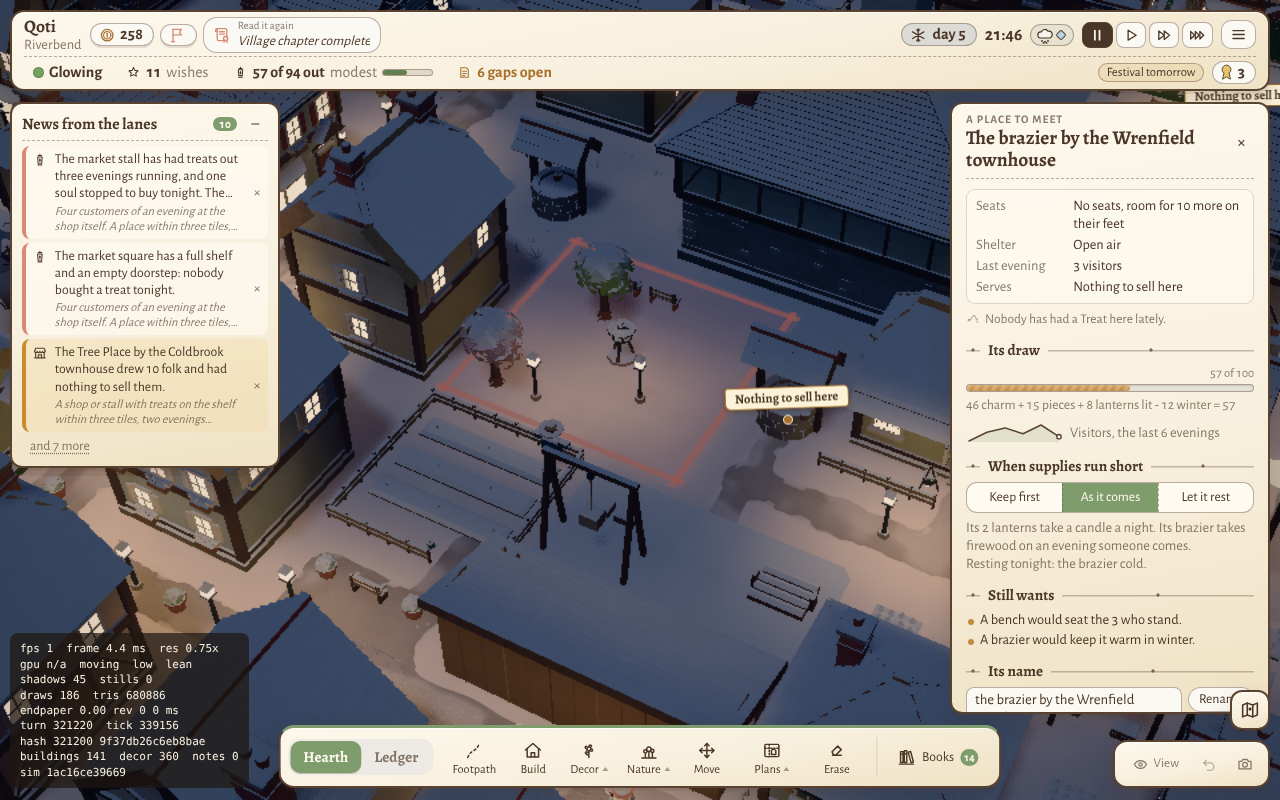 Qoti
Riverbend
258
Read it again
Village chapter complete
day 5
21:46
Glowing
11 wishes
57 of 94 out modest
6 gaps open
Festival tomorrow
3
News from the lanes
10
The market stall has had treats out
three evenings running, and one
soul stopped to buy tonight. The…
Four customers of an evening at the
shop itself. A place within three tiles,…
The market square has a full shelf
and an empty doorstep: nobody
bought a treat tonight.
Four customers of an evening at the
shop itself. A place within three tiles,…
The Tree Place by the Coldbrook
townhouse drew 10 folk and had
nothing to sell them.
A shop or stall with treats on the shelf
within three tiles, two evenings…
and 7 more
Nothing to sell h
Nothing to sell here
A PLACE TO MEET
The brazier by the Wrenfield
townhouse
Seats No seats, room for 10 more on
their feet
Shelter Open air
Last evening 3 visitors
Serves Nothing to sell here
Nobody has had a Treat here lately.
Its draw
57 of 100
46 charm + 15 pieces + 8 lanterns lit - 12 winter = 57
Visitors, the last 6 evenings
When supplies run short
Keep first
As it comes
Let it rest
Its 2 lanterns take a candle a night. Its brazier takes
firewood on an evening someone comes.
Resting tonight: the brazier cold.
Still wants
A bench would seat the 3 who stand.
A brazier would keep it warm in winter.
Its name
the brazier by the Wrenfield
fps 1 frame 4.4 ms res 0.75x
gpu n/a moving low lean
shadows 45 stills 0
draws 186 tris 680886
endpaper 0.00 rev 0 0 ms
turn 321220 tick 339156
hash 321200 9f37db26c6eb8bae
buildings 141 decor 360 notes 0
sim 1ac16ce39669
Hearth
Ledger
Footpath
Build
Decor
Nature
Move
Plans
Erase
Books 14
View